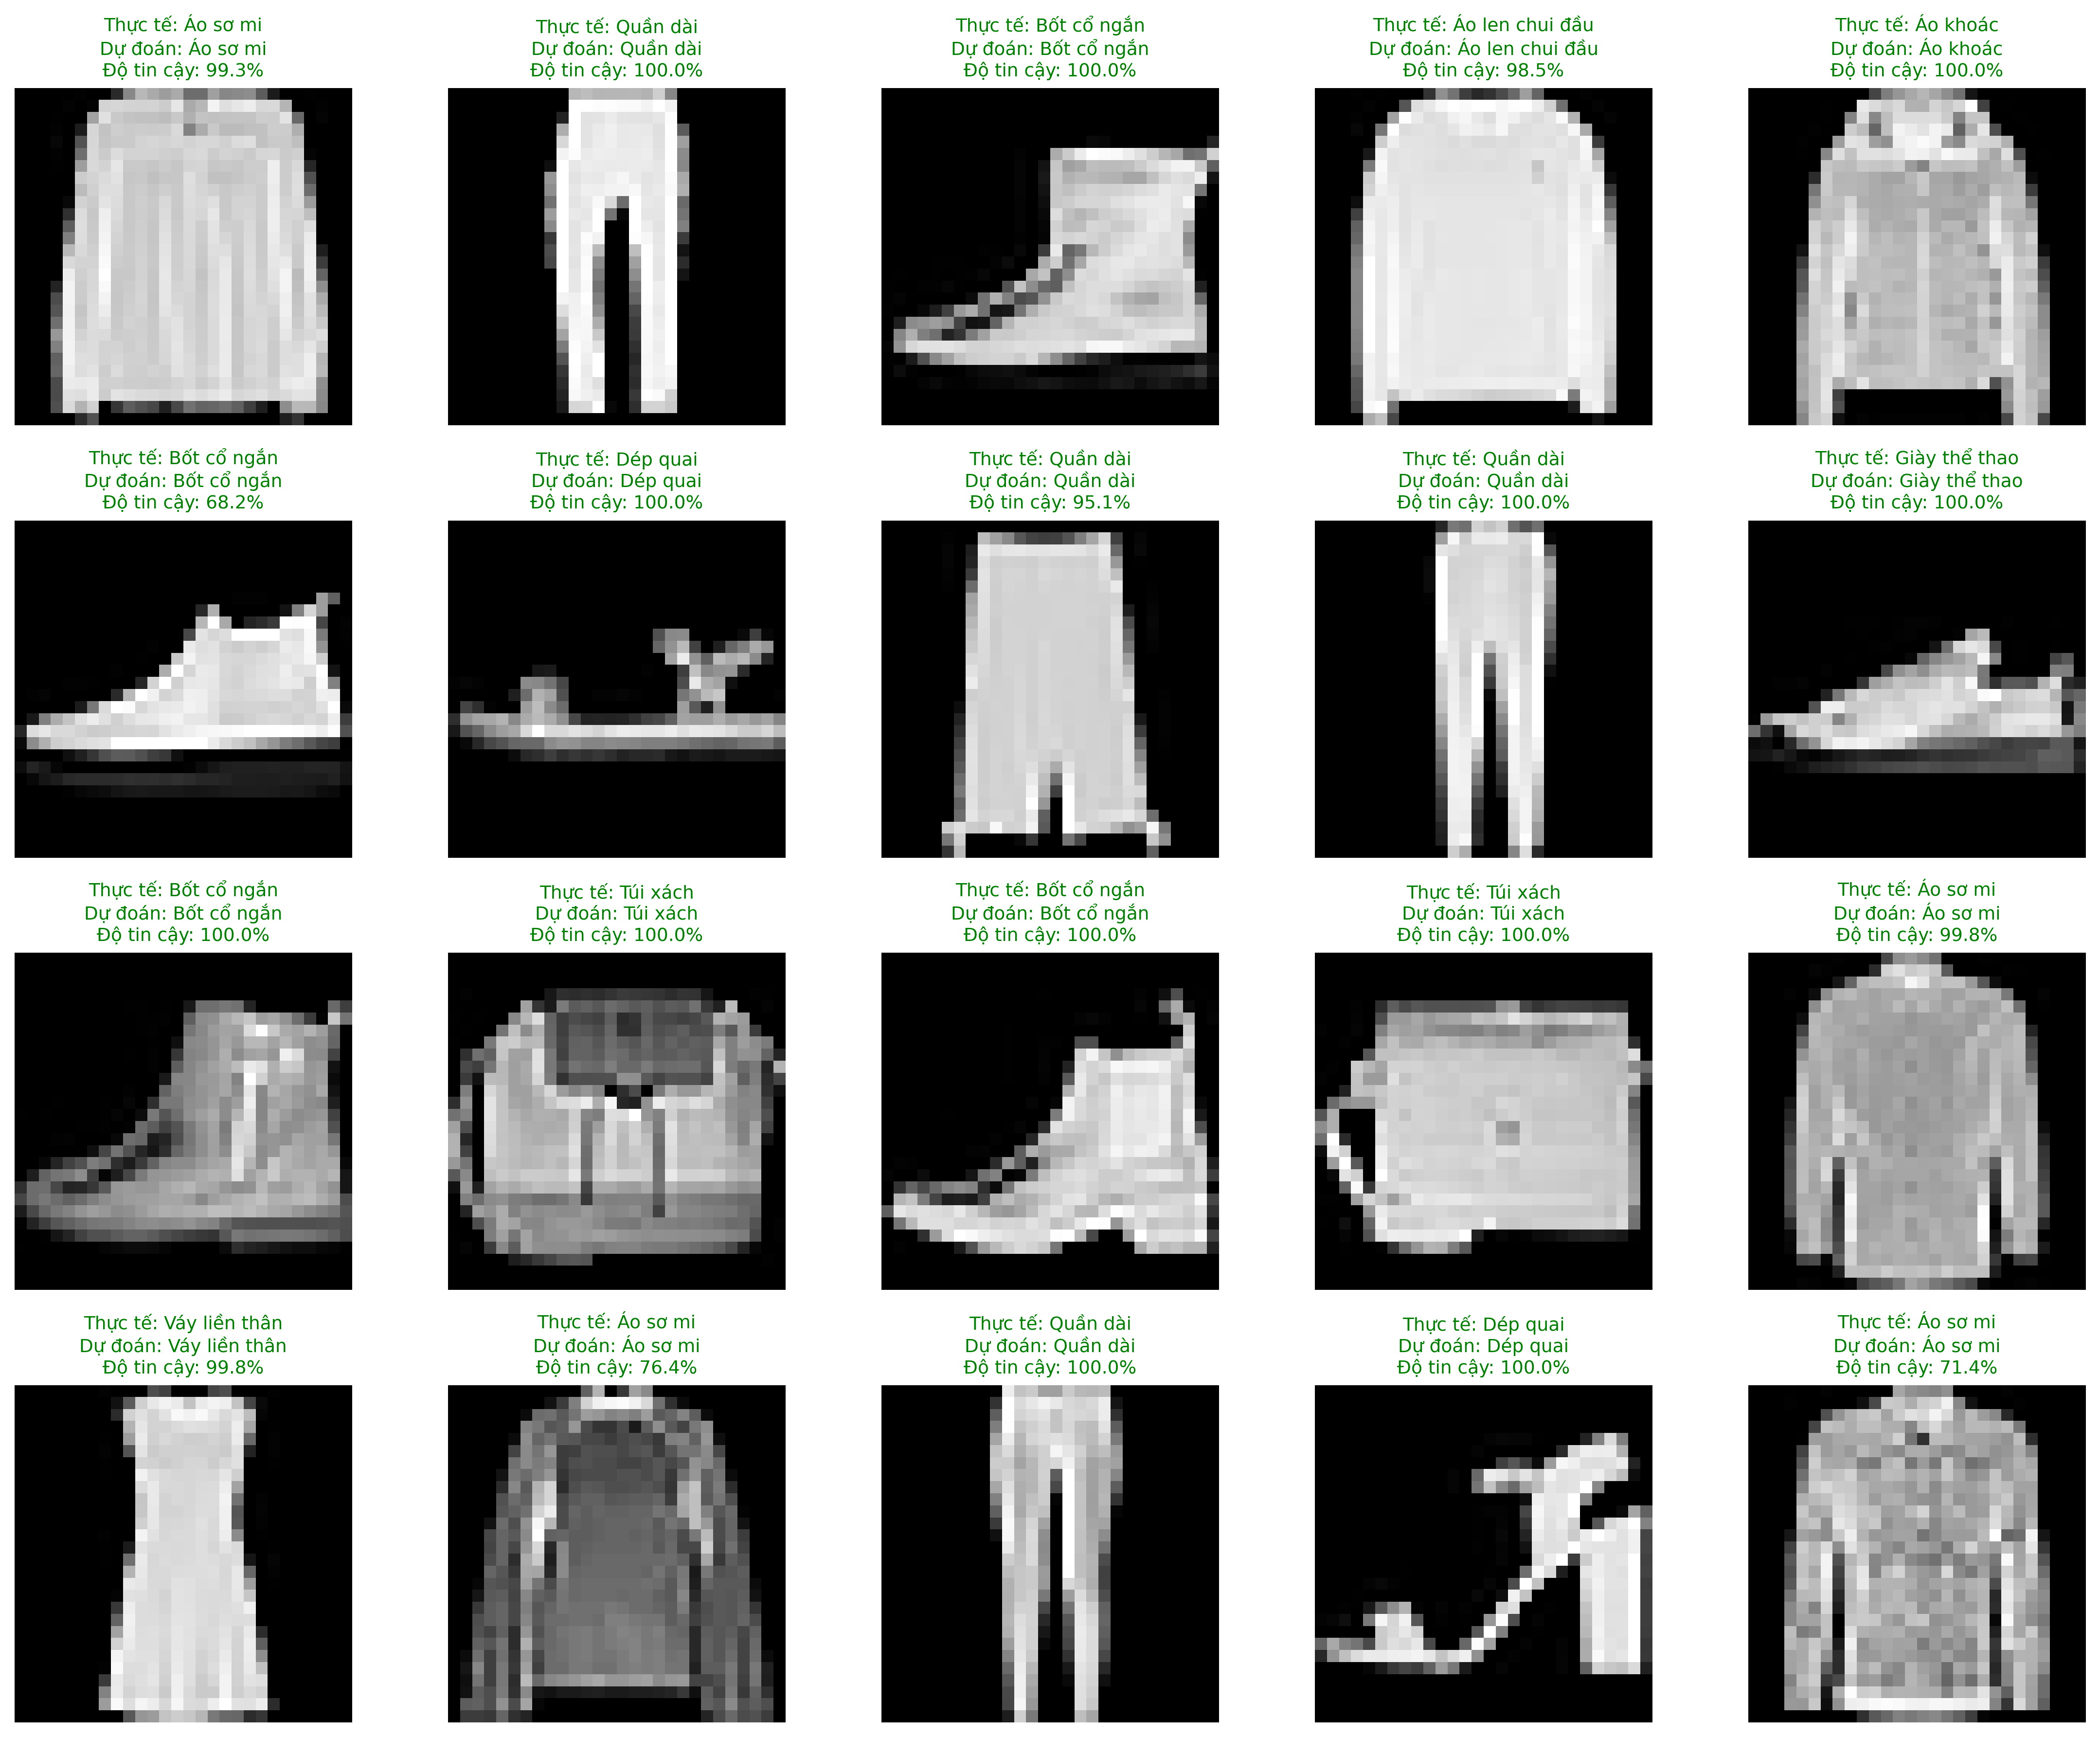 Thực tế: Áo sơ mi
Dự đoán: Áo sơ mi
Độ tin cậy: 99.3%
Thực tế: Quần dài
Dự đoán: Quần dài
Độ tin cậy: 100.0%
Thực tế: Bốt cổ ngắn
Dự đoán: Bốt cổ ngắn
Độ tin cậy: 100.0%
Thực tế: Áo len chui đầu
Dự đoán: Áo len chui đầu
Độ tin cậy: 98.5%
Thực tế: Áo khoác
Dự đoán: Áo khoác
Độ tin cậy: 100.0%
Thực tế: Bốt cổ ngắn
Dự đoán: Bốt cổ ngắn
Độ tin cậy: 68.2%
Thực tế: Dép quai
Dự đoán: Dép quai
Độ tin cậy: 100.0%
Thực tế: Quần dài
Dự đoán: Quần dài
Độ tin cậy: 95.1%
Thực tế: Quần dài
Dự đoán: Quần dài
Độ tin cậy: 100.0%
Thực tế: Giày thể thao
Dự đoán: Giày thể thao
Độ tin cậy: 100.0%
Thực tế: Bốt cổ ngắn
Dự đoán: Bốt cổ ngắn
Độ tin cậy: 100.0%
Thực tế: Túi xách
Dự đoán: Túi xách
Độ tin cậy: 100.0%
Thực tế: Bốt cổ ngắn
Dự đoán: Bốt cổ ngắn
Độ tin cậy: 100.0%
Thực tế: Túi xách
Dự đoán: Túi xách
Độ tin cậy: 100.0%
Thực tế: Áo sơ mi
Dự đoán: Áo sơ mi
Độ tin cậy: 99.8%
Thực tế: Váy liền thân
Dự đoán: Váy liền thân
Độ tin cậy: 99.8%
Thực tế: Áo sơ mi
Dự đoán: Áo sơ mi
Độ tin cậy: 76.4%
Thực tế: Quần dài
Dự đoán: Quần dài
Độ tin cậy: 100.0%
Thực tế: Dép quai
Dự đoán: Dép quai
Độ tin cậy: 100.0%
Thực tế: Áo sơ mi
Dự đoán: Áo sơ mi
Độ tin cậy: 71.4%